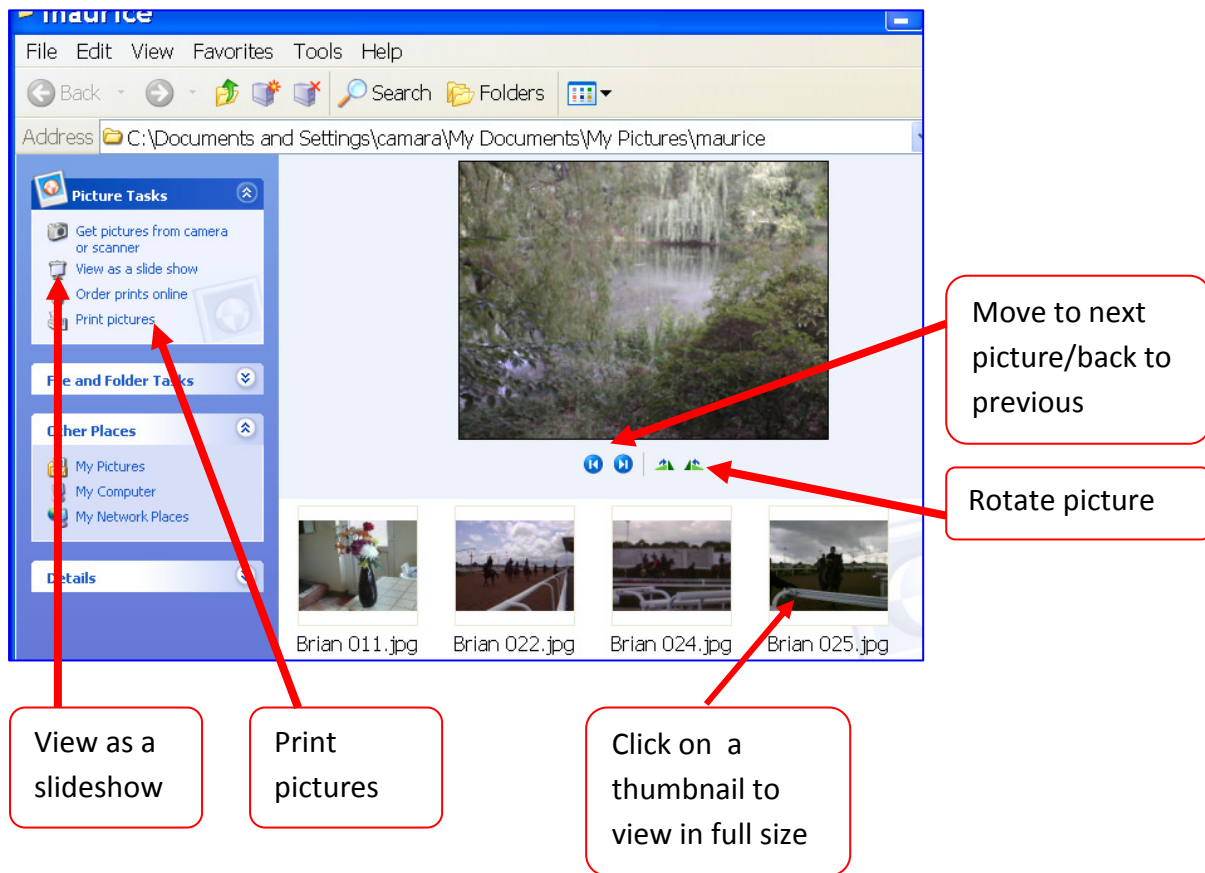 maurice
File Edit View Favorites Tools Help
Back Search Folders
Address C:\Documents and Settings\camara\My Documents\My Pictures\maurice
Picture Tasks
Get pictures from camera
or scanner
View as a slide show
Order prints online
Print pictures
File and Folder Tasks
Other Places
My Pictures
My Computer
My Network Places
Details
Brian 011.jpg Brian 022.jpg Brian 024.jpg Brian 025.jpg
Move to next
picture/back to
previous
Rotate picture
View as a
slideshow
Print
pictures
Click on a
thumbnail to
view in full size